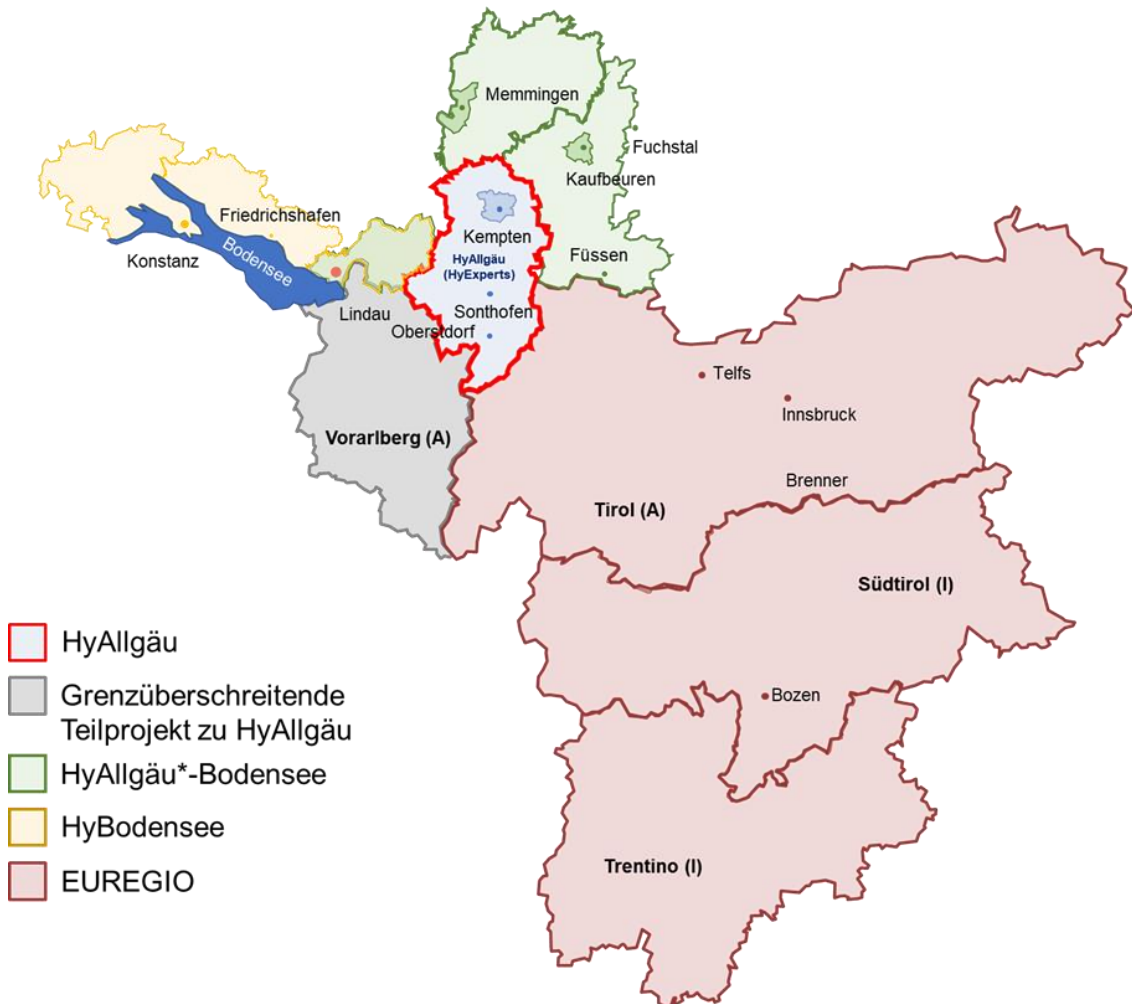 Memmingen
Fuchstal
Kaufbeuren
Friedrichshafen
Kempten
Bodensee
Konstanz
HyAllgäu
(HyExperts)
Füssen
Lindau
Sonthofen
Oberstdorf
Telfs
Innsbruck
Vorarlberg (A)
Brenner
Tirol (A)
Südtirol (I)
Bozen
Trentino (I)
HyAllgäu
Grenzüberschreitende
Teilprojekt zu HyAllgäu
HyAllgäu*-Bodensee
HyBodensee
EUREGIO